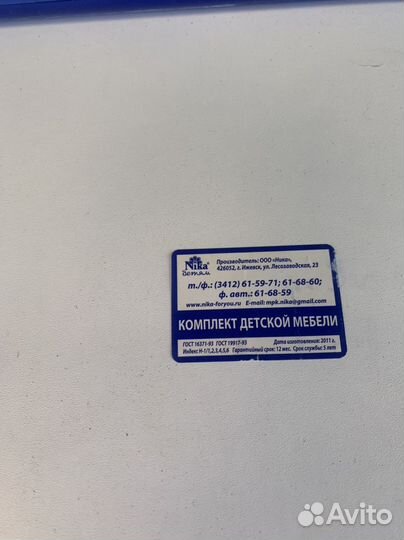 Nika
детям
Производитель: ООО «Ника»,
426052, г. Ижевск, ул. Лесозаводская, 23
т./ф.: (3412) 61-59-71; 61-68-60;
ф. авт.: 61-68-59
www.nika-foryou.ru E-mail: mpk.nika@gmail.com
КОМПЛЕКТ ДЕТСКОЙ МЕБЕЛИ
ГОСТ 16371-93 ГОСТ 19917-93 Дата изготовления: 2011 г.
Индекс Н-1/1,2,3,4,5,6 Гарантийный срок: 12 мес. Срок службы: 5 лет
Avito